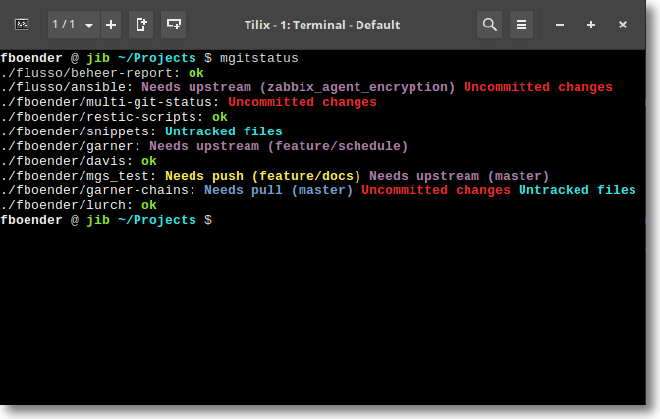 1 / 1
Tilix - 1: Terminal - Default
fboender @ jib ~/Projects $ mgitstatus
./flusso/beheer-report: ok
./flusso/ansible: Needs upstream (zabbix_agent_encryption) Uncommitted changes
./fboender/multi-git-status: Uncommitted changes
./fboender/restic-scripts: ok
./fboender/snippets: Untracked files
./fboender/garner: Needs upstream (feature/schedule)
./fboender/davis: ok
./fboender/mgs_test: Needs push (feature/docs) Needs upstream (master)
./fboender/garner-chains: Needs pull (master) Uncommitted changes Untracked files
./fboender/lurch: ok
fboender @ jib ~/Projects $